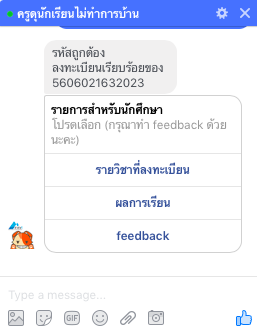 ครูดุนักเรียนไม่ทำการบ้าน
รหัสถูกต้อง
ลงทะเบียนเรียบร้อยของ
5606021632023
รายการสำหรับนักศึกษา
โปรดเลือก (กรุณาทำ feedback ด้วย
นะคะ)
รายวิชาที่ลงทะเบียน
ผลการเรียน
feedback
Type a message...
GIF